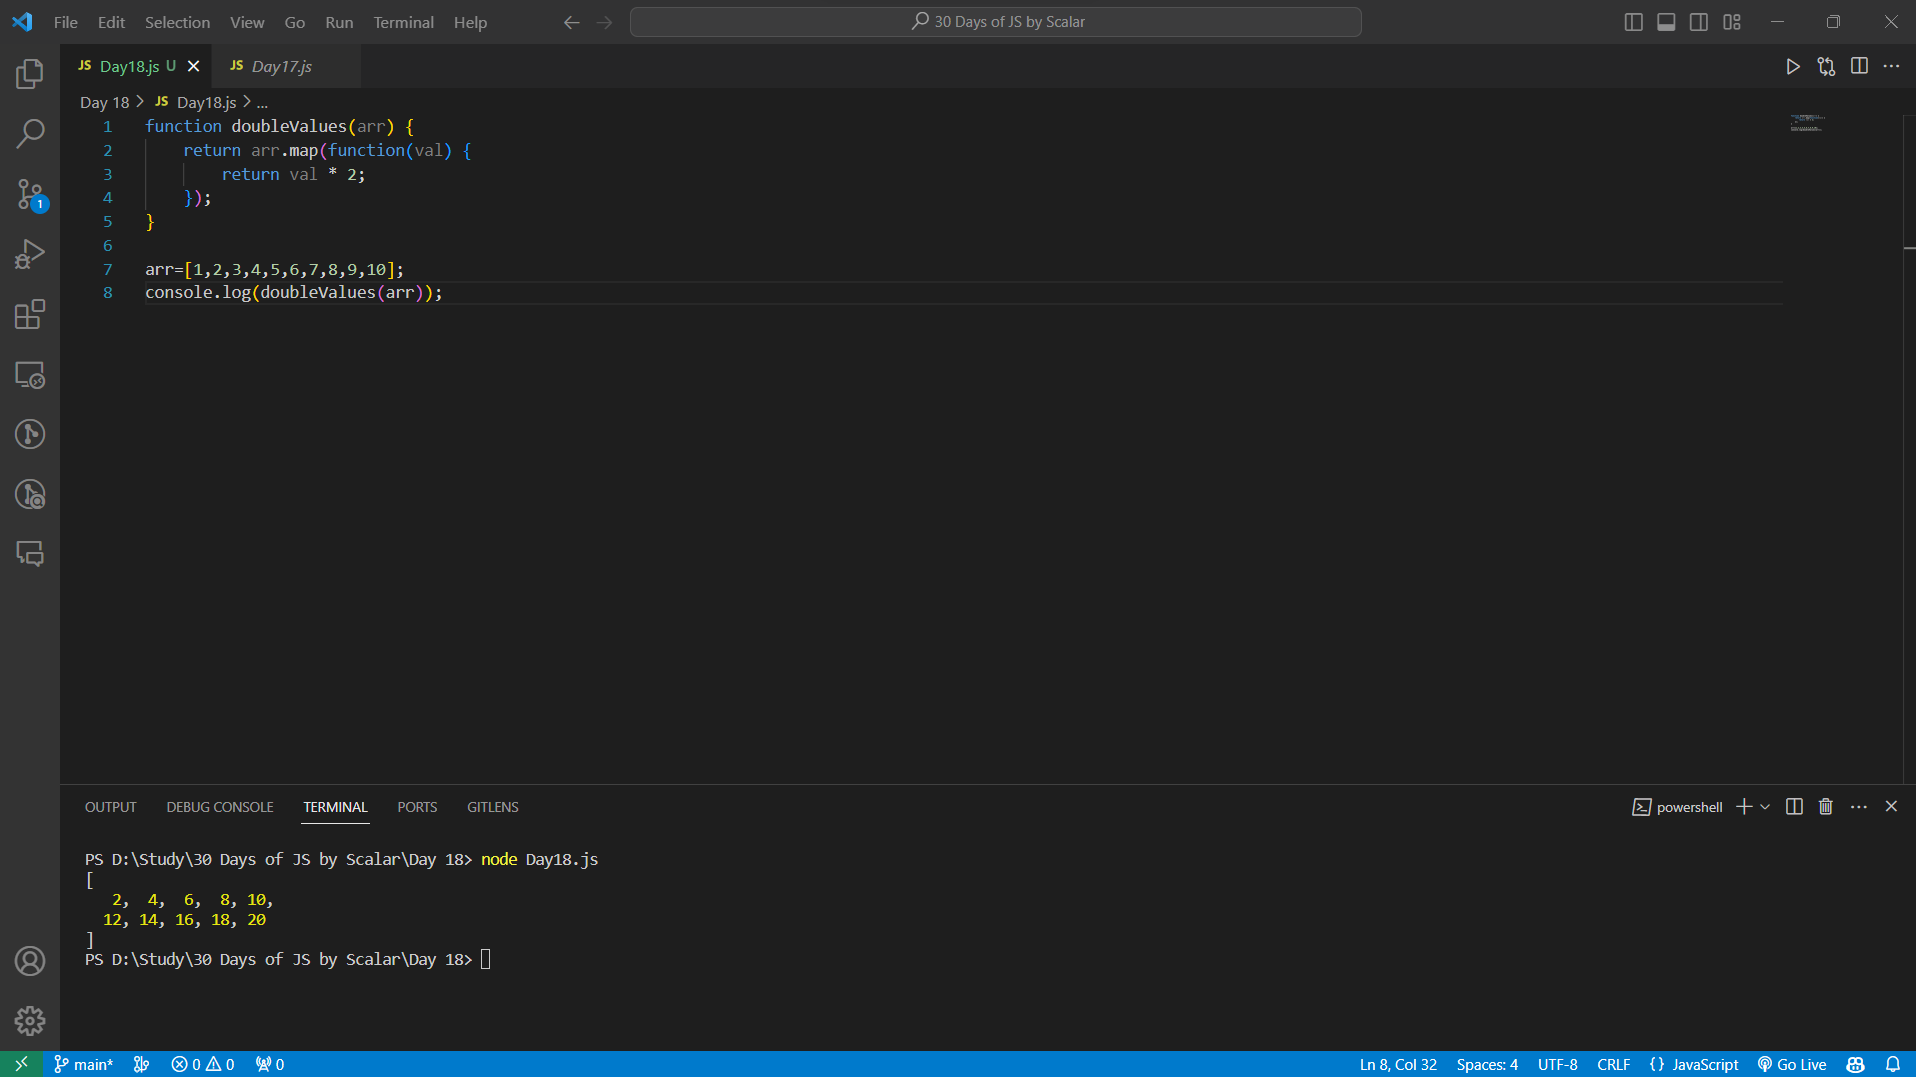 File Edit Selection View Go Run Terminal Help
30 Days of JS by Scalar
JS Day18.js U
JS Day17.js
Day 18 > JS Day18.js > ...
1 function doubleValues(arr) {
2 return arr.map(function(val) {
3 return val * 2;
4 });
5 }
6
7 arr=[1,2,3,4,5,6,7,8,9,10];
8 console.log(doubleValues(arr));
1
OUTPUT DEBUG CONSOLE TERMINAL PORTS GITLENS
powershell
PS D:\Study\30 Days of JS by Scalar\Day 18> node Day18.js
[
2, 4, 6, 8, 10,
12, 14, 16, 18, 20
]
PS D:\Study\30 Days of JS by Scalar\Day 18>
main* 0 0 0 Ln 8, Col 32 Spaces: 4 UTF-8 CRLF {} JavaScript Go Live